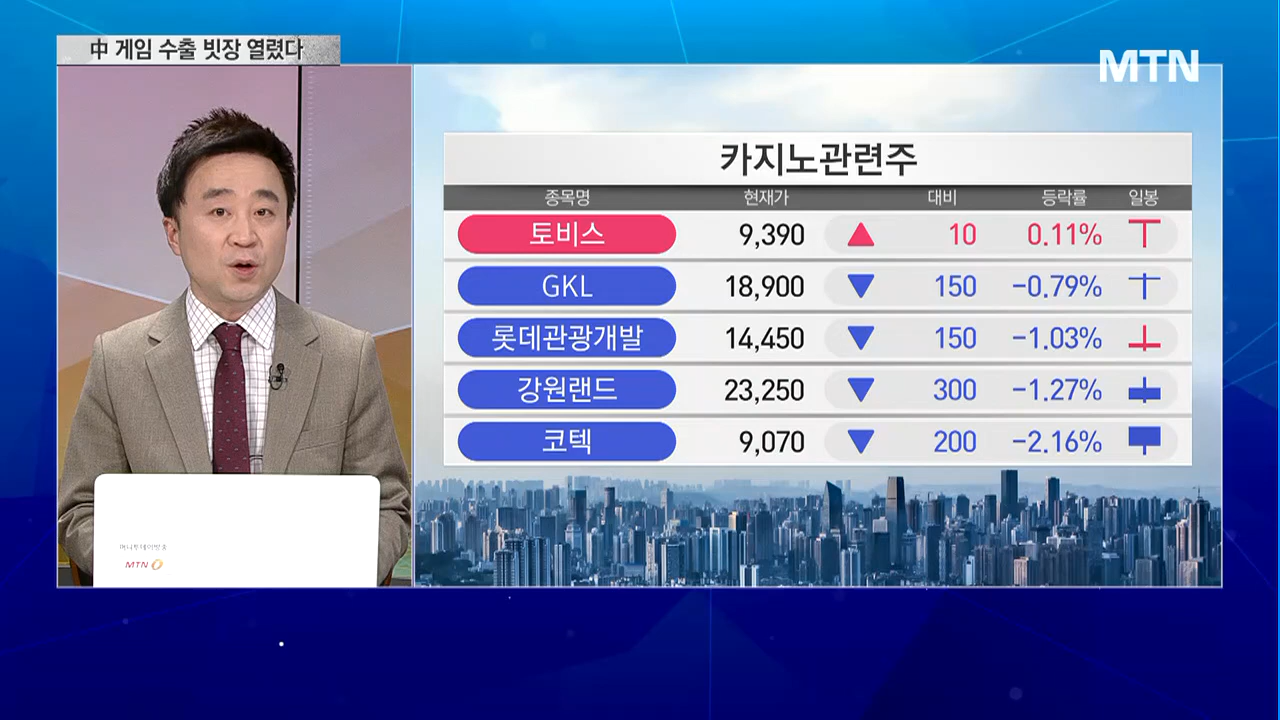 中 게임 수출 빗장 열렸다
MTN
카지노관련주
종목명 현재가 대비 등락률 일봉
토비스 9,390 ▲ 10 0.11%
GKL 18,900 ▼ 150 -0.79%
롯데관광개발 14,450 ▼ 150 -1.03%
강원랜드 23,250 ▼ 300 -1.27%
코텍 9,070 ▼ 200 -2.16%
머니투데이방송
MTN